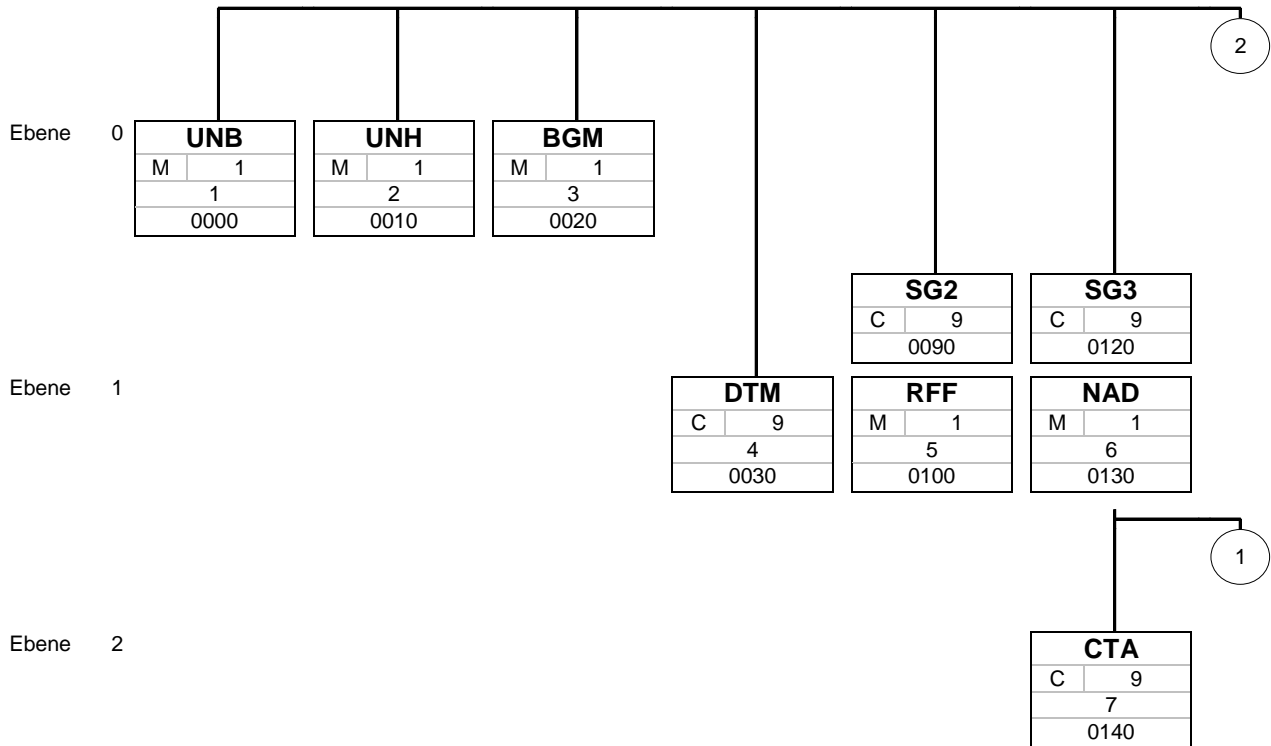 2
Ebene 0
UNB
M 1
1
0000
UNH
M 1
2
0010
BGM
M 1
3
0020
SG2
C 9
0090
SG3
C 9
0120
Ebene 1
DTM
C 9
4
0030
RFF
M 1
5
0100
NAD
M 1
6
0130
1
Ebene 2
CTA
C 9
7
0140